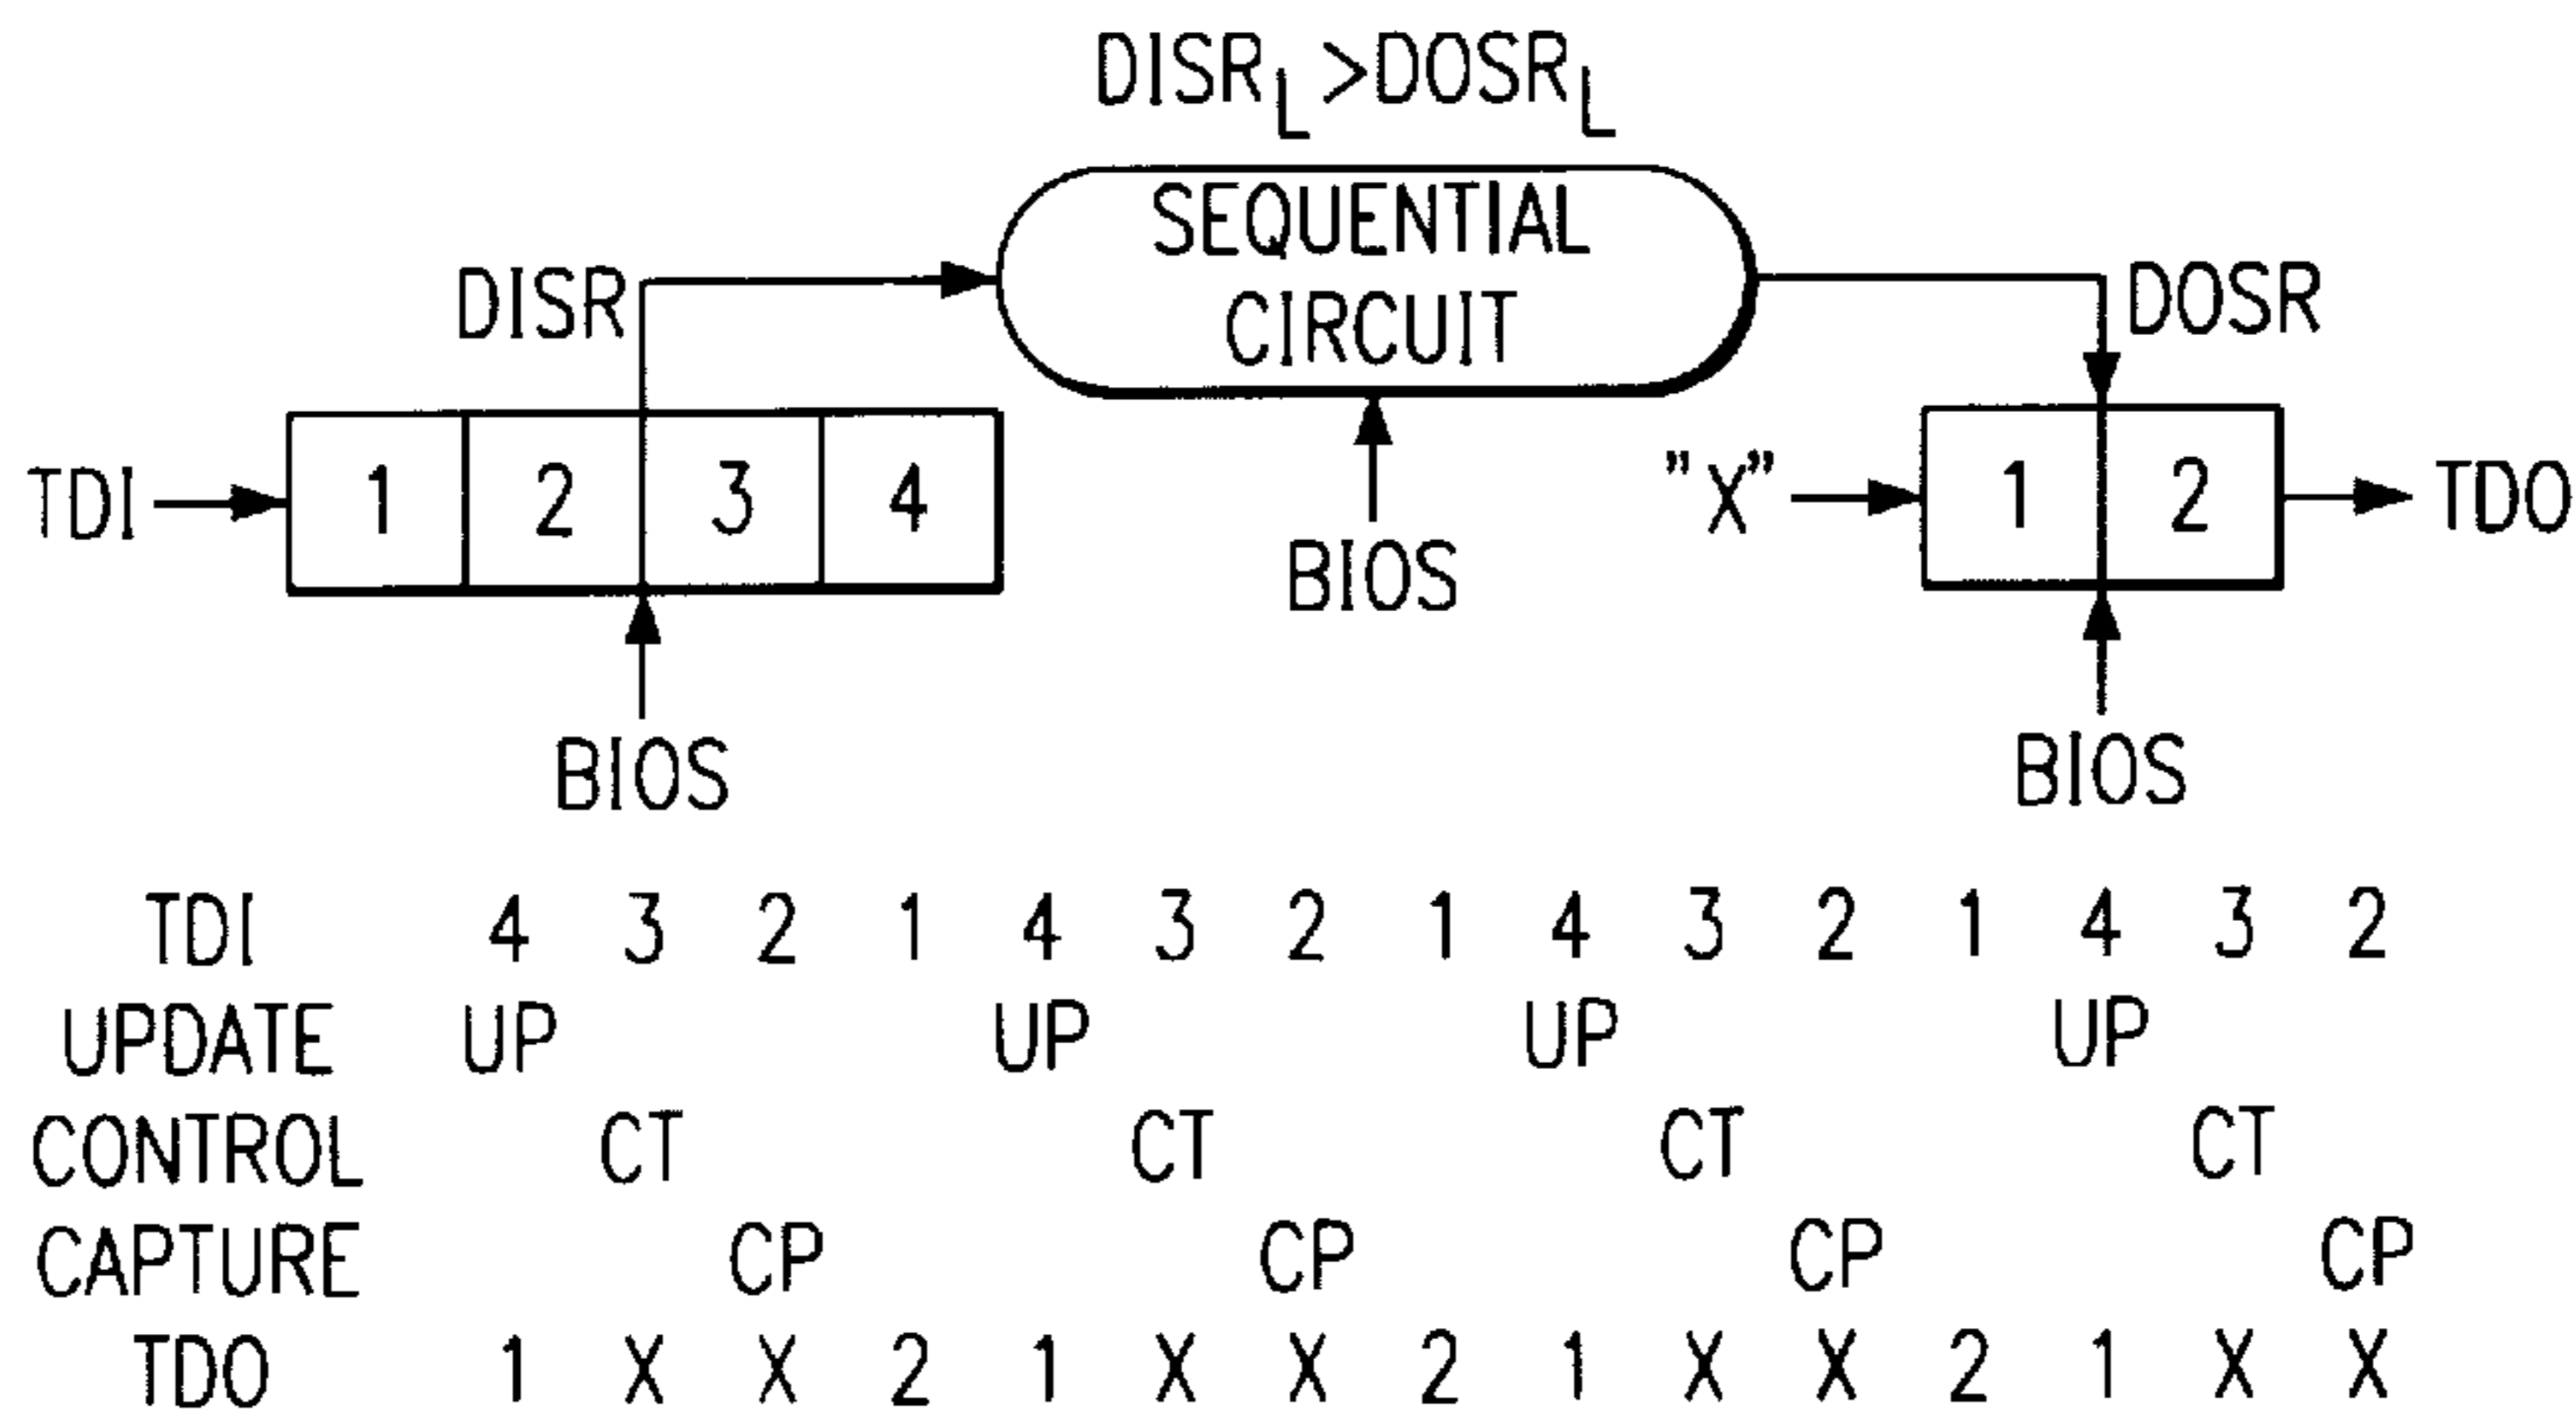 DISRL>DOSRL
SEQUENTIAL
CIRCUIT
DISR
DOSR
TDI
1 2 3 4
"X"
1 2
TDO
BIOS
BIOS
BIOS
TDI 4 3 2 1 4 3 2 1 4 3 2 1 4 3 2
UPDATE UP UP UP UP
CONTROL CT CT CT CT
CAPTURE CP CP CP CP
TDO 1 X X 2 1 X X 2 1 X X 2 1 X X